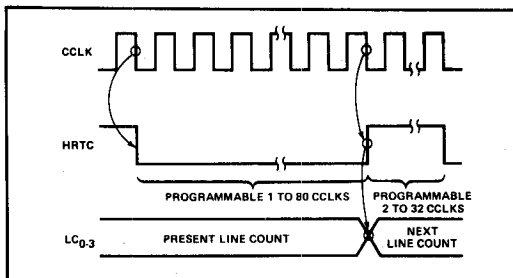 CCLK
HRTC
PROGRAMMABLE 1 TO 80 CCLKS
PROGRAMMABLE
2 TO 32 CCLKS
LC0-3
PRESENT LINE COUNT
NEXT
LINE COUNT